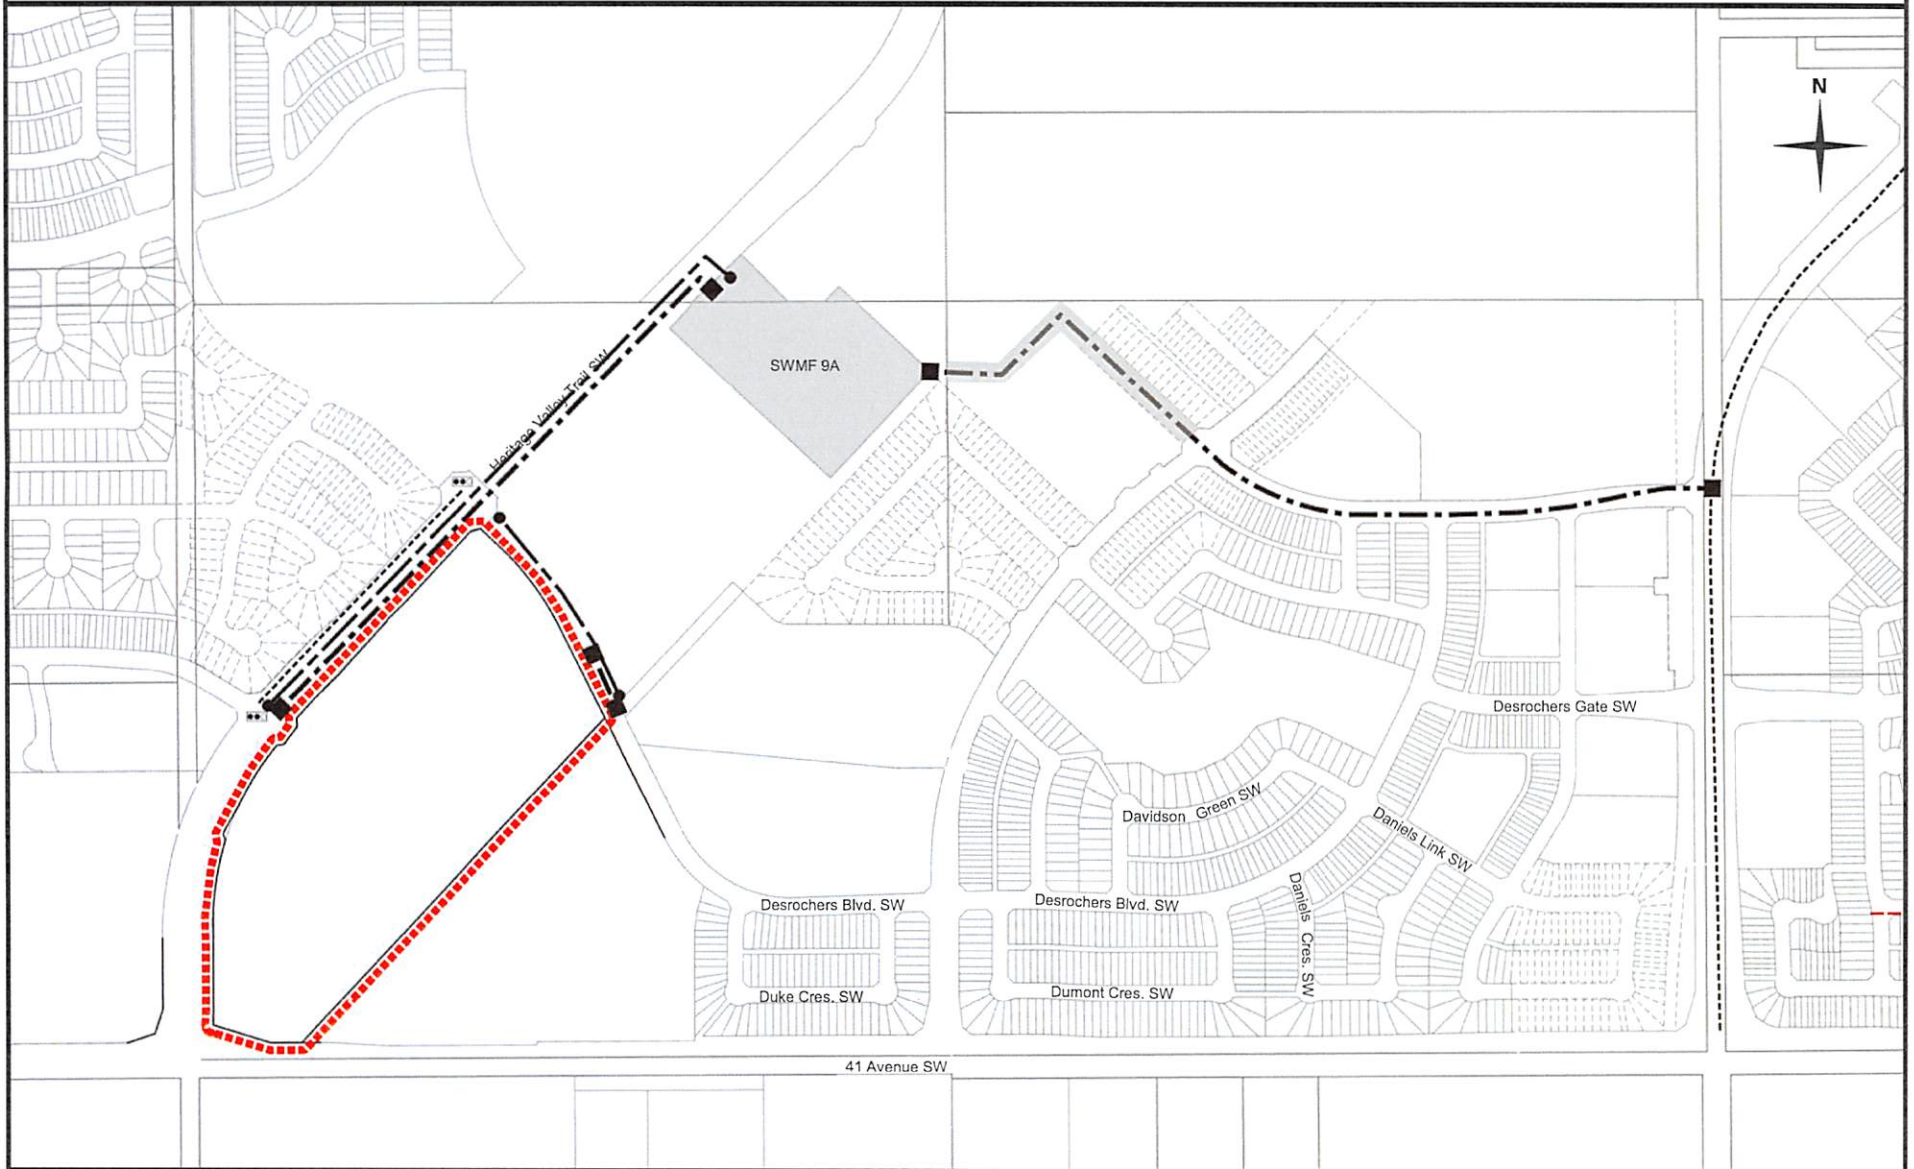 N
Heritage Valley Trail SW
SWMF 9A
Desrochers Gate SW
Davidson Green SW
Daniels Link SW
Daniels Cres. SW
Desrochers Blvd. SW
Desrochers Blvd. SW
Duke Cres. SW
Dumont Cres. SW
41 Avenue SW